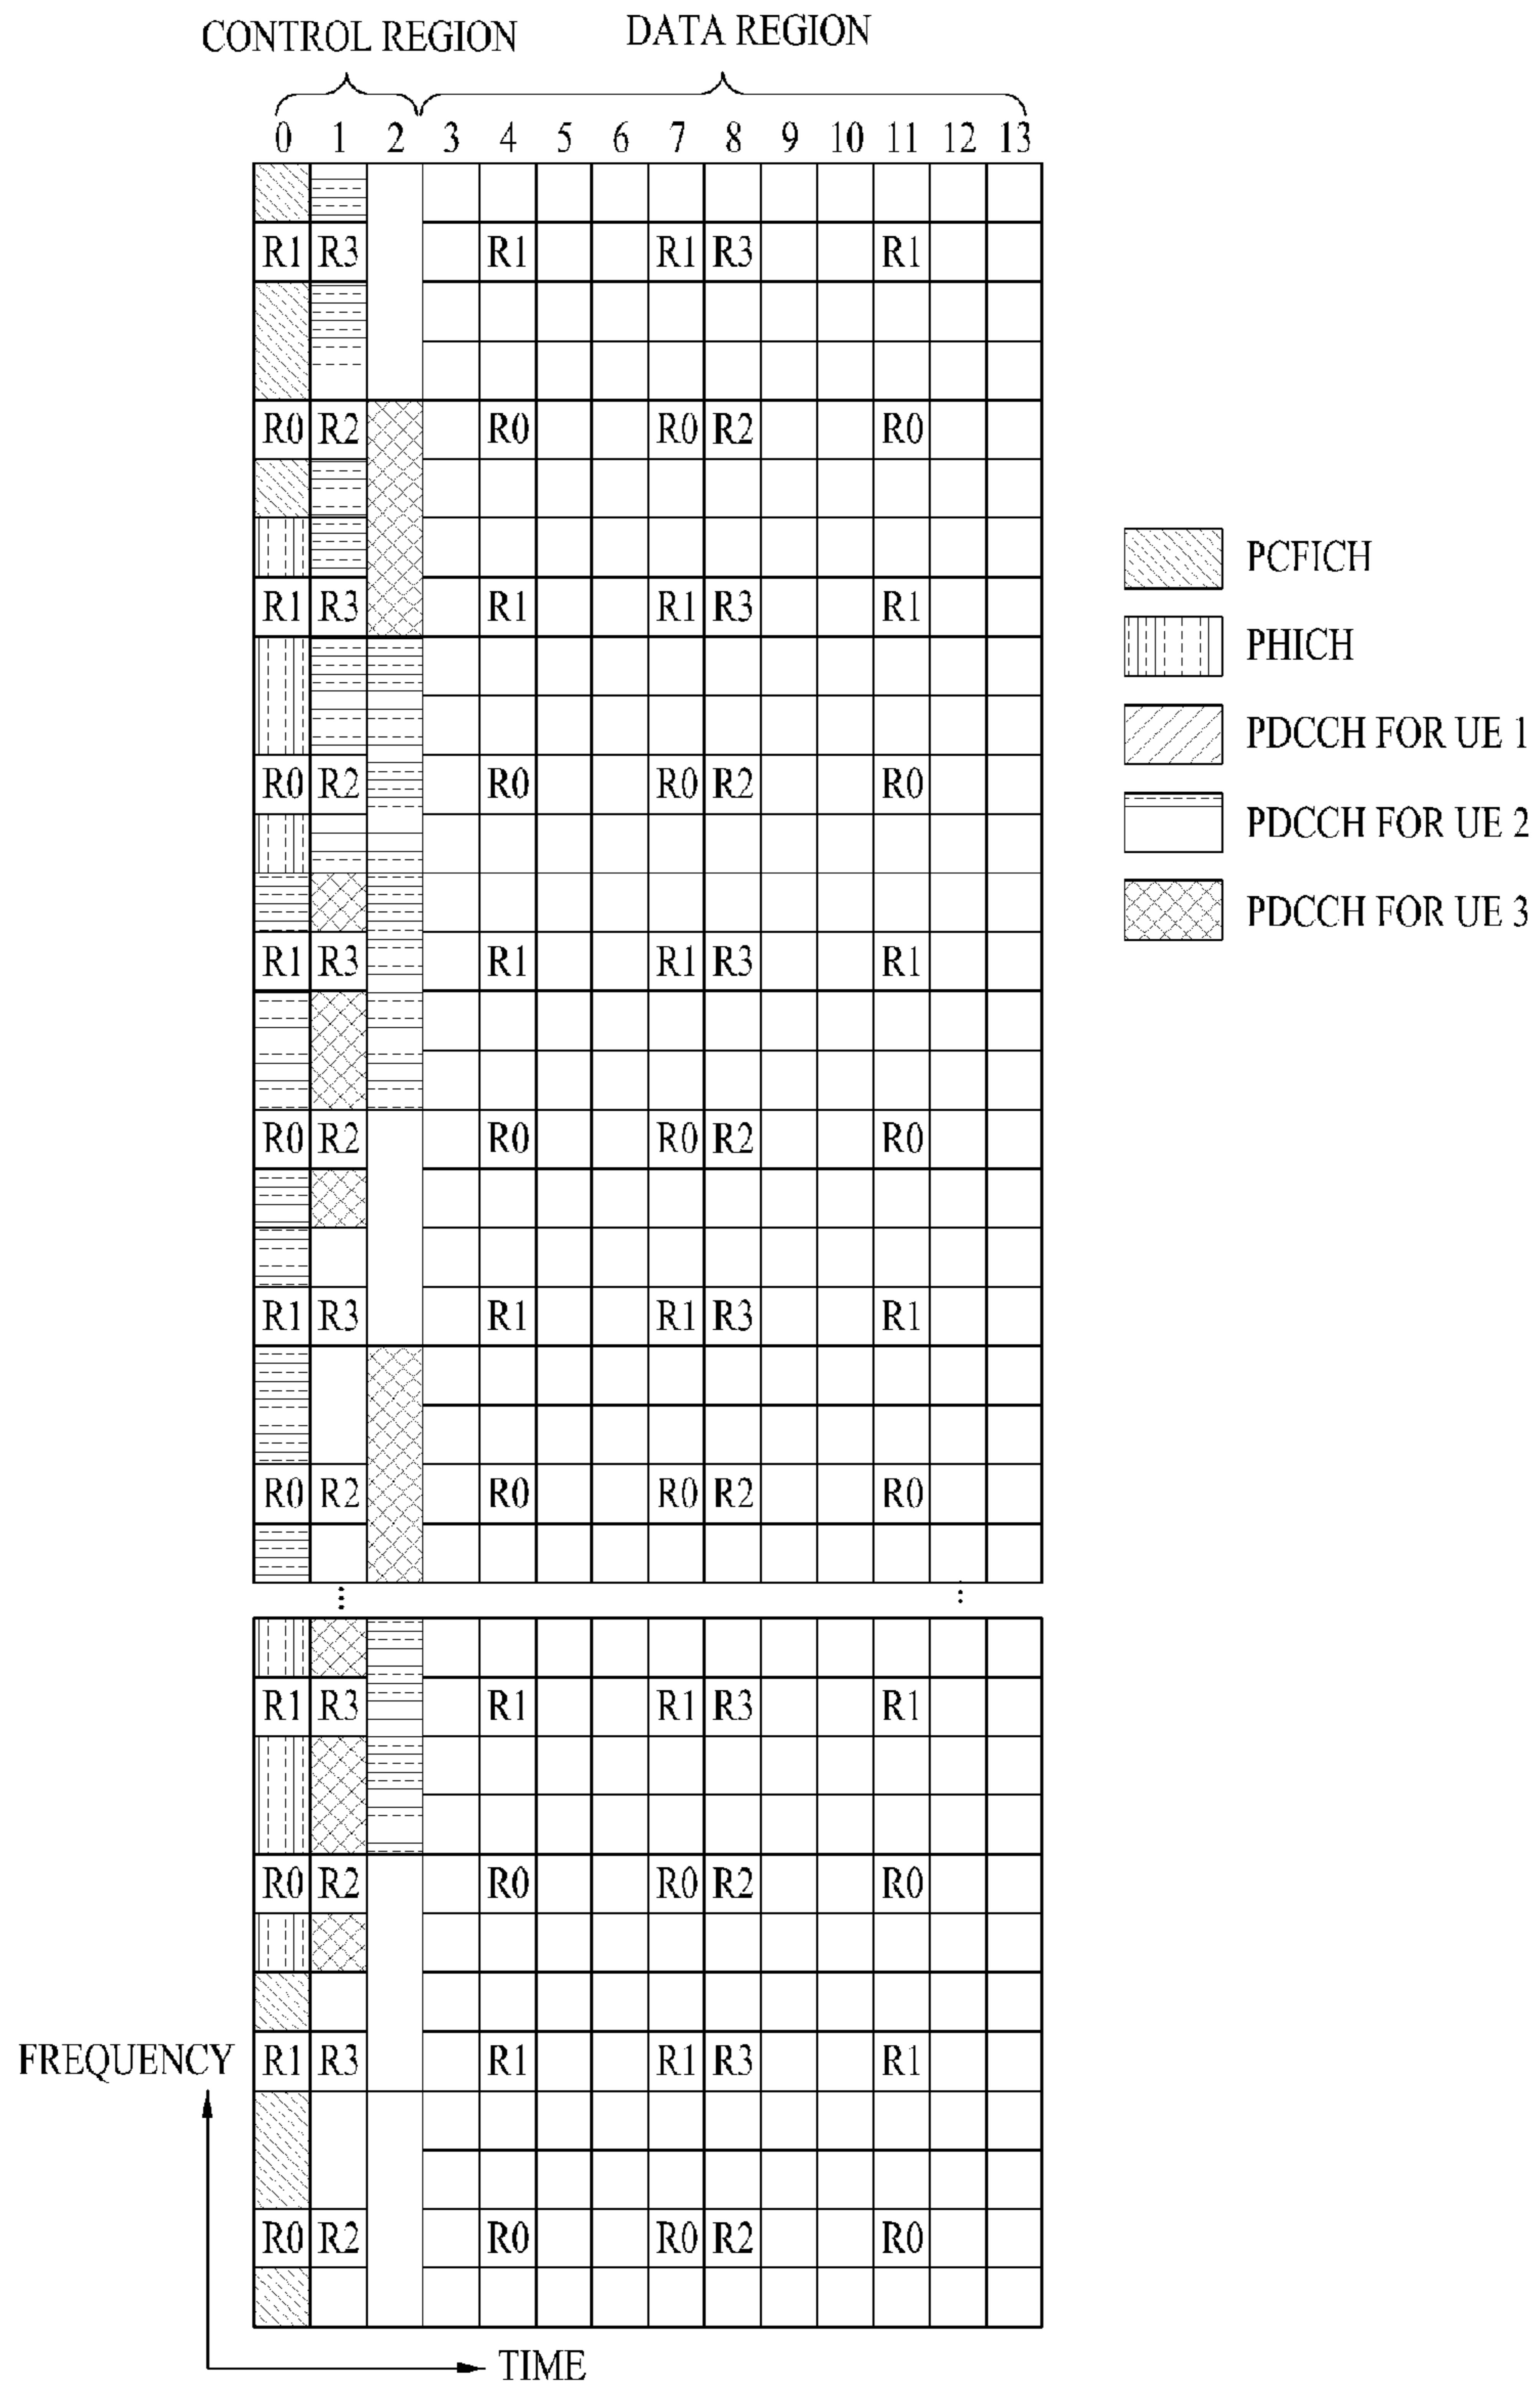 CONTROL REGION DATA REGION
0 1 2 3 4 5 6 7 8 9 10 11 12 13
R1 R3 R1 R1 R3 R1
R0 R2 R0 R0 R2 R0
R1 R3 R1 R1 R3 R1
R0 R2 R0 R0 R2 R0
R1 R3 R1 R1 R3 R1
R0 R2 R0 R0 R2 R0
R1 R3 R1 R1 R3 R1
R0 R2 R0 R0 R2 R0
R1 R3 R1 R1 R3 R1
R0 R2 R0 R0 R2 R0
FREQUENCY R1 R3 R1 R1 R3 R1
R0 R2 R0 R0 R2 R0
TIME
PCFICH
PHICH
PDCCH FOR UE 1
PDCCH FOR UE 2
PDCCH FOR UE 3